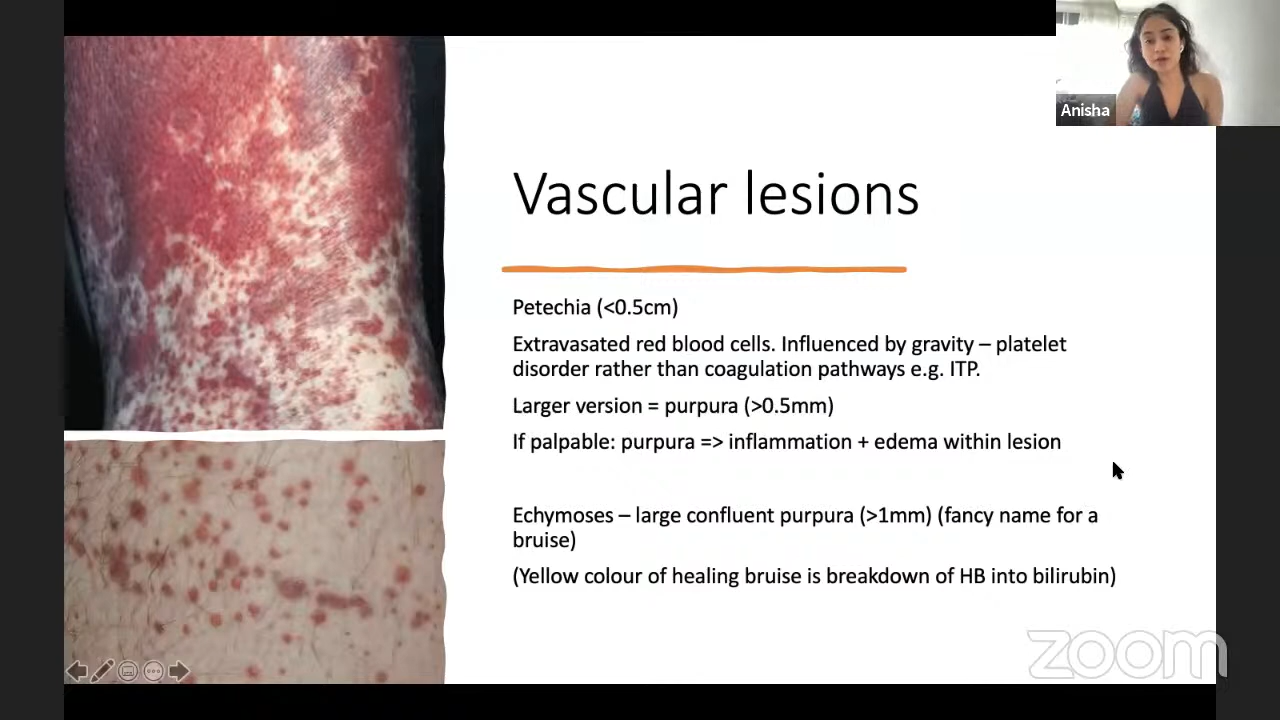 Anisha
Vascular lesions
Petechia (<0.5cm)
Extravasated red blood cells. Influenced by gravity – platelet
disorder rather than coagulation pathways e.g. ITP.
Larger version = purpura (>0.5mm)
If palpable: purpura => inflammation + edema within lesion
Echymoses – large confluent purpura (>1mm) (fancy name for a
bruise)
(Yellow colour of healing bruise is breakdown of HB into bilirubin)
zoom